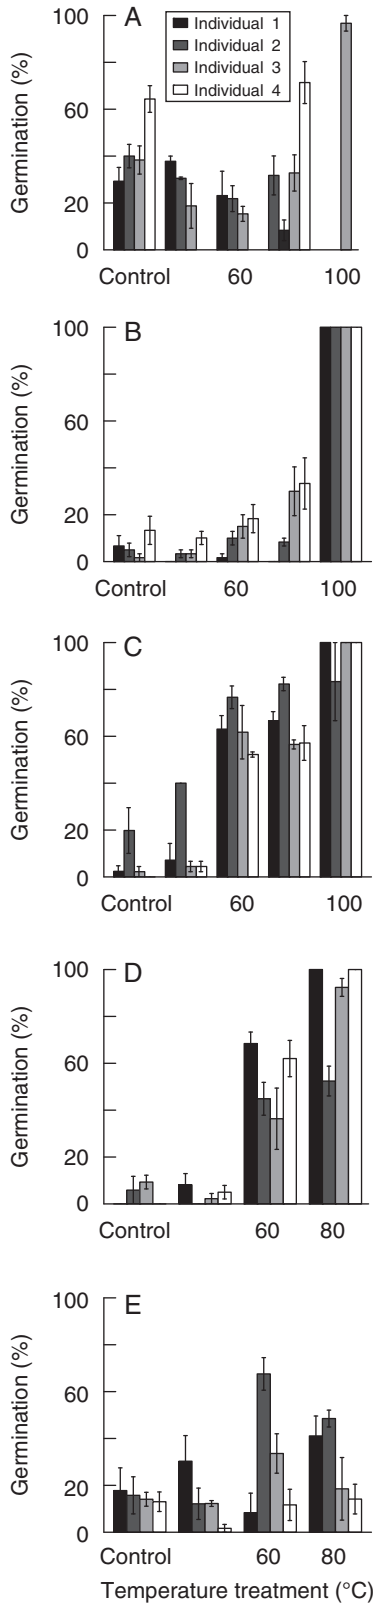 A
Individual 1
Individual 2
Individual 3
Individual 4
Germination (%)
100
60
20
0
Control 60 100
B
Germination (%)
100
60
20
0
Control 60 100
C
Germination (%)
100
60
20
0
Control 60 100
D
Germination (%)
100
60
20
0
Control 60 80
E
Germination (%)
100
60
20
0
Control 60 80
Temperature treatment (°C)